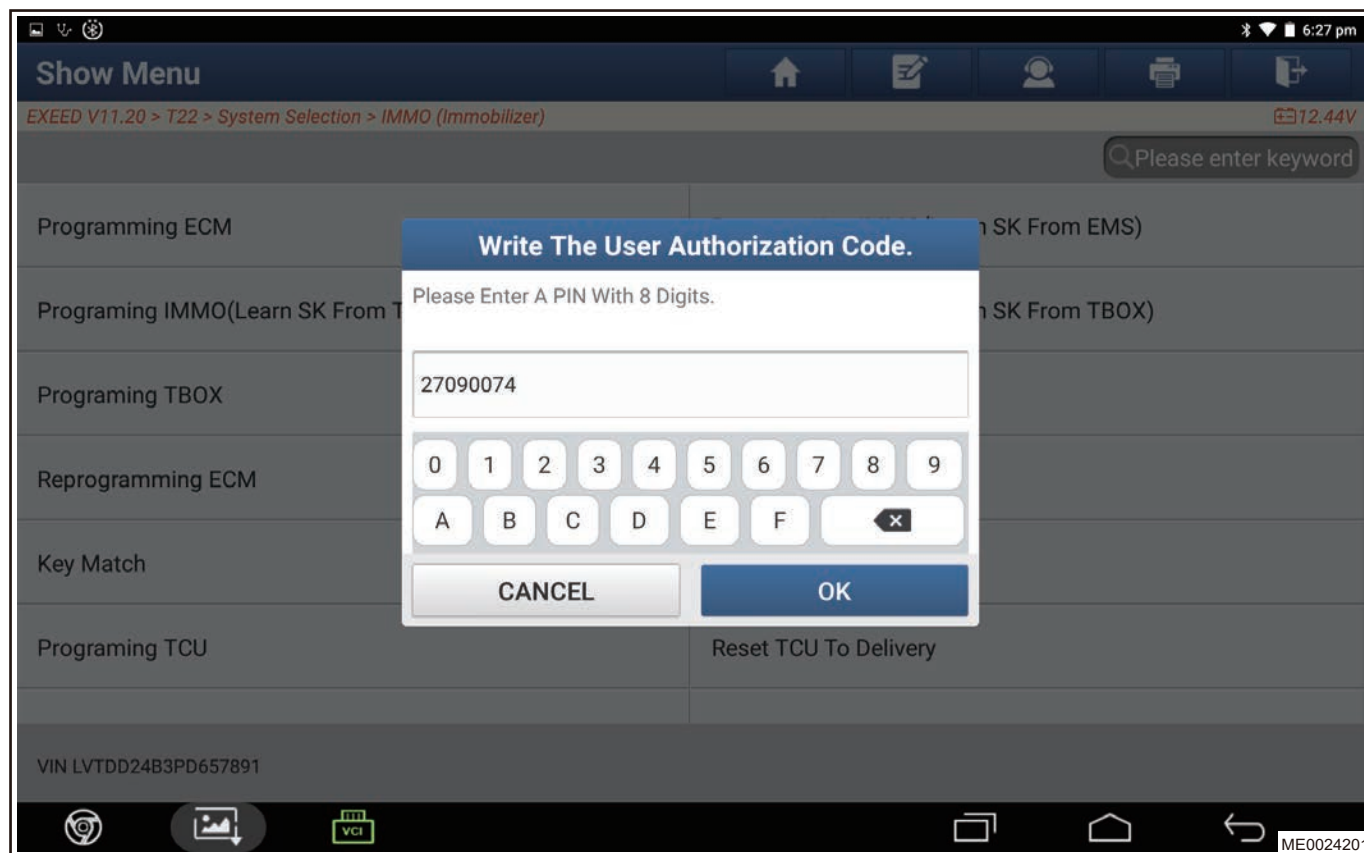 6:27 pm
Show Menu
EXEED V11.20 > T22 > System Selection > IMMO (Immobilizer)
12.44V
Please enter keyword
Programming ECM
SK From EMS)
Write The User Authorization Code.
Please Enter A PIN With 8 Digits.
Programing IMMO(Learn SK From
SK From TBOX)
27090074
Programing TBOX
0 1 2 3 4 5 6 7 8 9
Reprogramming ECM
A B C D E F
Key Match
CANCEL
OK
Programing TCU
Reset TCU To Delivery
VIN LVTDD24B3PD657891
VCI
ME0024201